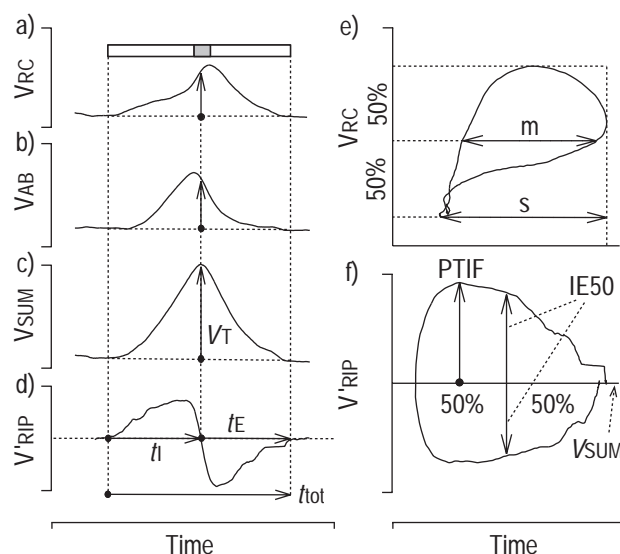 a)
VRC
b)
VAB
c)
VSUM
VT
d)
V'RIP
tI
tE
ttot
Time
e)
VRC
50%
50%
m
s
f)
PTIF
IE50
V'RIP
50%
50%
VSUM
Time